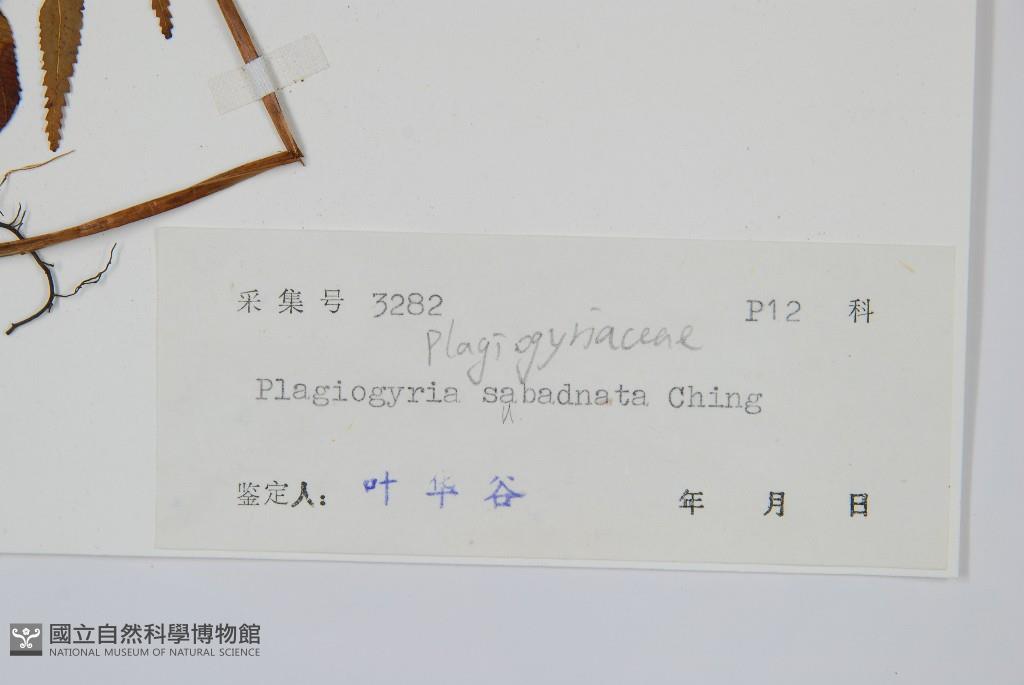 采集号 3282 P12 科
Plagiogyriaceae
Plagiogyria sabadnata Ching
u
鉴定人: 叶华谷 年 月 日
國立自然科學博物館
NATIONAL MUSEUM OF NATURAL SCIENCE